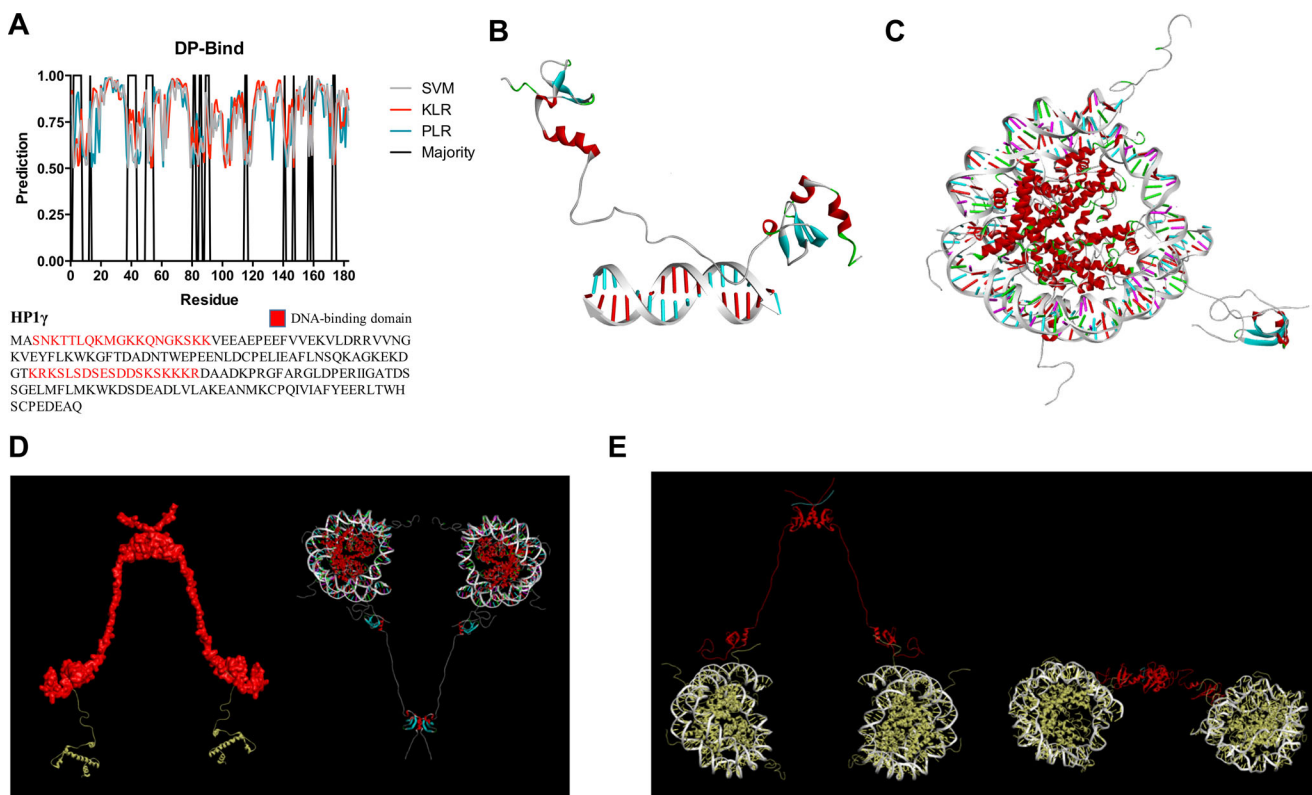 A
DP-Bind
1.00
0.75
0.50
0.25
0.00
Prediction
0 20 40 60 80 100 120 140 160 180
Residue
SVM
KLR
PLR
Majority
HP1γ
DNA-binding domain
MASNKTTLQKMGKKQNGKSKKVEEAEPEEFVVEKVLDRRVVNG
KVEYFLKWKGFTDADNTWEPEENLDCPELIEAFLNSQKAGKEKD
GTKRKSLSDSESDDSKSKKKRDAADKPRGFARGLDPERIIGATDS
SGELMFLMKWKDSDEADLVLAKEANMKCPQIVIAFYEERLTWH
SCPEDEAQ
B
C
D
E